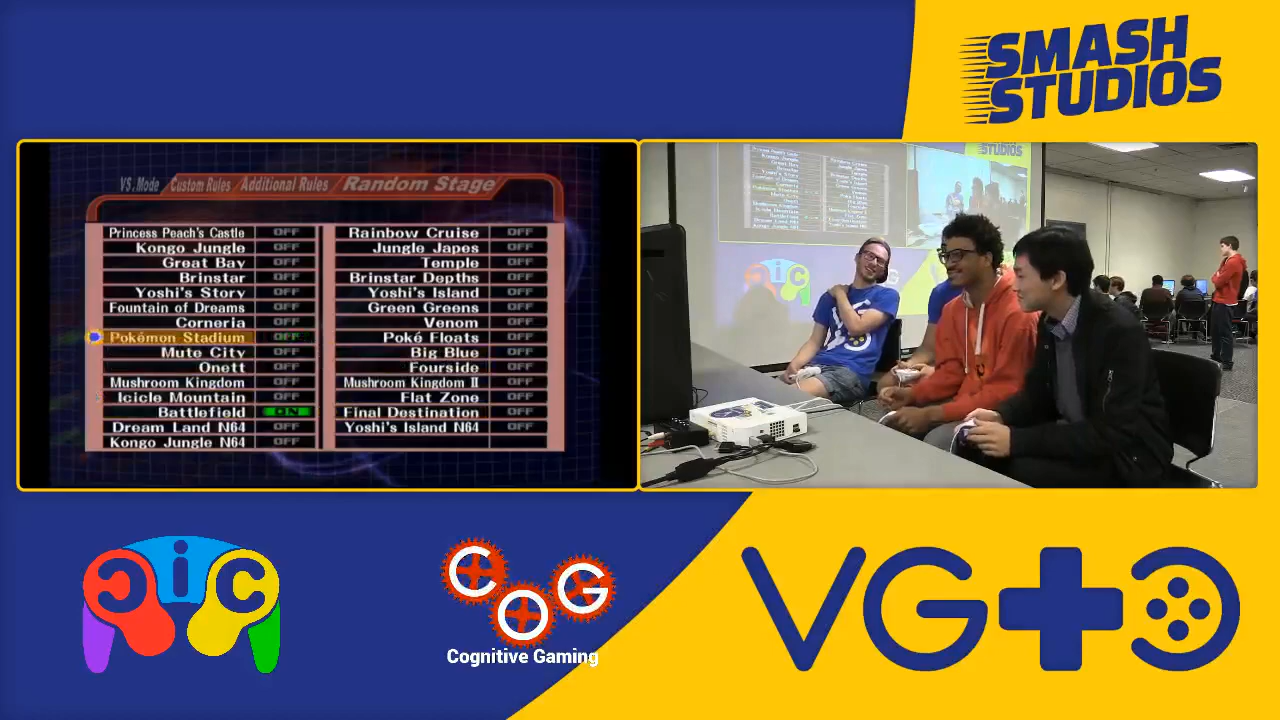 SMASH
STUDIOS
VS. Mode Custom Rules Additional Rules Random Stage
Princess Peach's Castle OFF Rainbow Cruise OFF
Kongo Jungle OFF Jungle Japes OFF
Great Bay OFF Temple OFF
Brinstar OFF Brinstar Depths OFF
Yoshi's Story OFF Yoshi's Island OFF
Fountain of Dreams OFF Green Greens OFF
Corneria OFF Venom OFF
Pokémon Stadium OFF Poké Floats OFF
Mute City OFF Big Blue OFF
Onett OFF Fourside OFF
Mushroom Kingdom OFF Mushroom Kingdom II OFF
Icicle Mountain OFF Flat Zone OFF
Battlefield ON Final Destination OFF
Dream Land N64 OFF Yoshi's Island N64 OFF
Kongo Jungle N64 OFF
STUDIOS
CiC
COG
Cognitive Gaming
VG